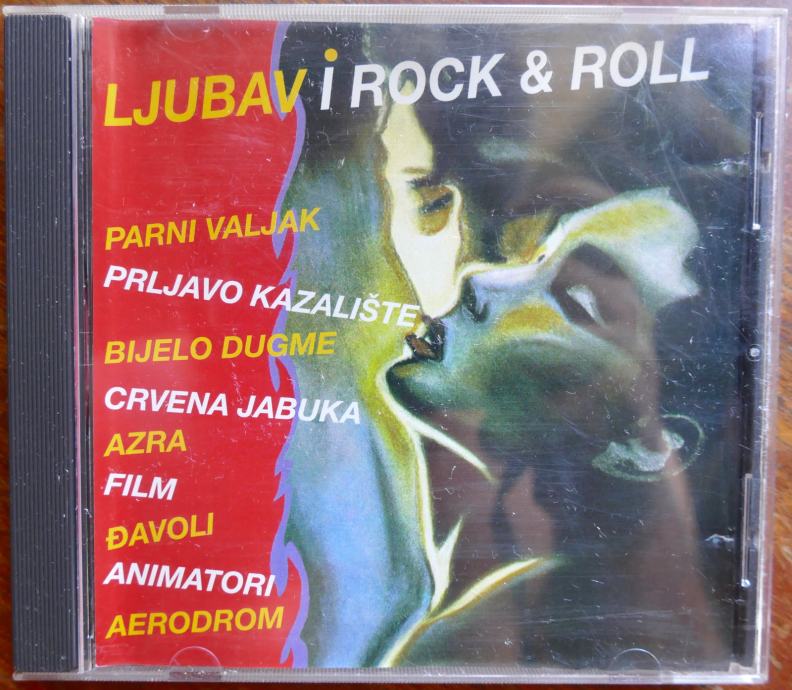 LJUBAV i ROCK & ROLL
PARNI VALJAK
PRLJAVO KAZALIŠTE
BIJELO DUGME
CRVENA JABUKA
AZRA
FILM
ĐAVOLI
ANIMATORI
AERODROM